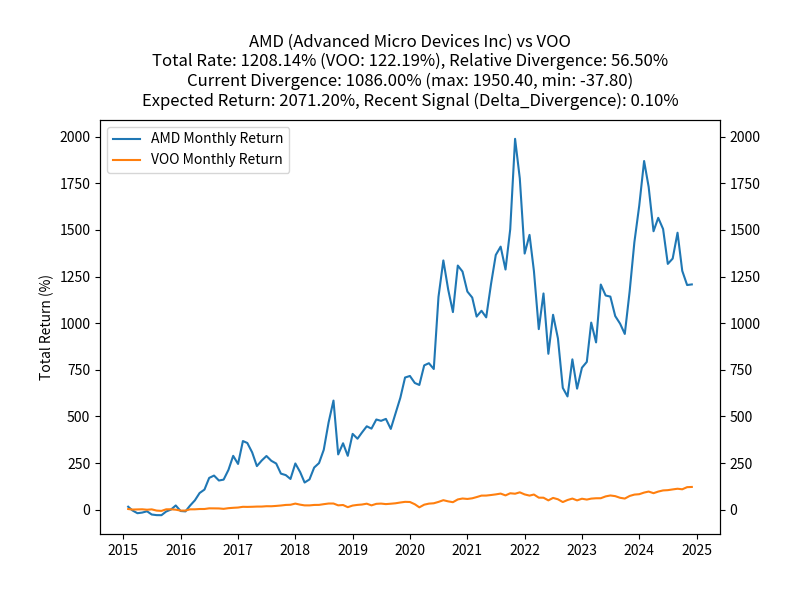 AMD (Advanced Micro Devices Inc) vs VOO
Total Rate: 1208.14% (VOO: 122.19%), Relative Divergence: 56.50%
Current Divergence: 1086.00% (max: 1950.40, min: -37.80)
Expected Return: 2071.20%, Recent Signal (Delta_Divergence): 0.10%
AMD Monthly Return
VOO Monthly Return
Total Return (%)
2000 2000
1750 1750
1500 1500
1250 1250
1000 1000
750 750
500 500
250 250
0 0
2015 2016 2017 2018 2019 2020 2021 2022 2023 2024 2025